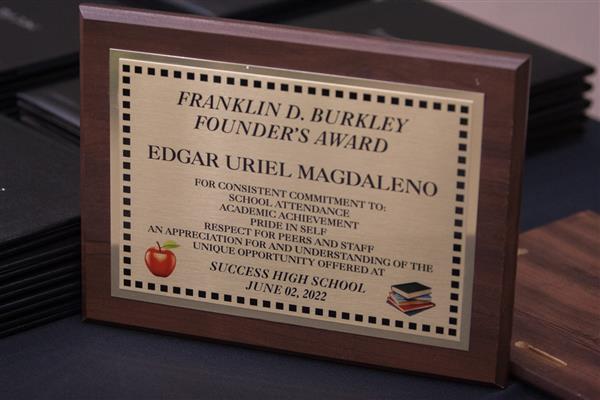 FRANKLIN D. BURKLEY
FOUNDER'S AWARD
EDGAR URIEL MAGDALENO
FOR CONSISTENT COMMITMENT TO:
SCHOOL ATTENDANCE
ACADEMIC ACHIEVEMENT
PRIDE IN SELF
RESPECT FOR PEERS AND STAFF
AN APPRECIATION FOR AND UNDERSTANDING OF THE
UNIQUE OPPORTUNITY OFFERED AT
SUCCESS HIGH SCHOOL
JUNE 02, 2022